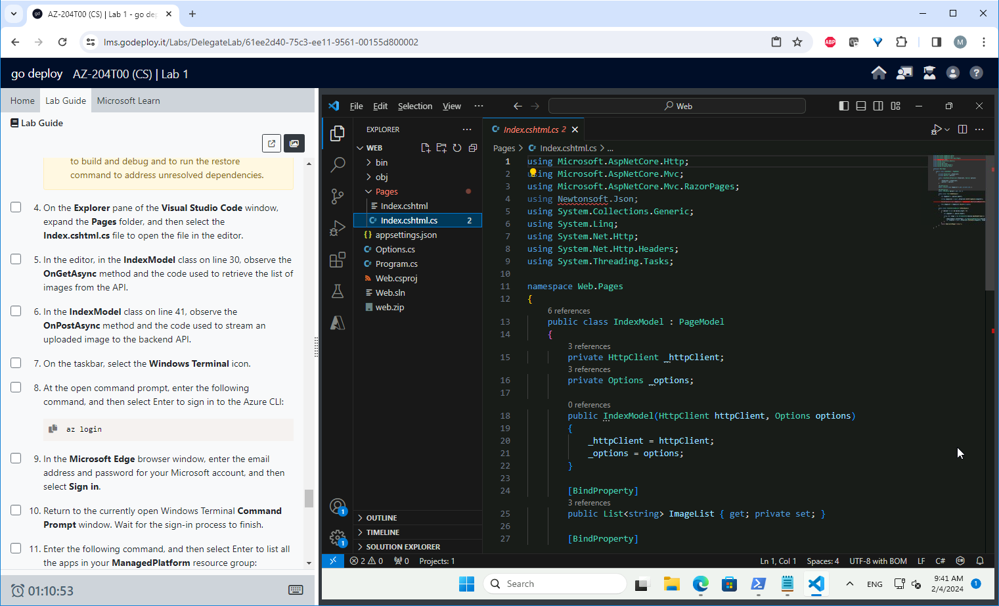 AZ-204T00 (CS) | Lab 1 - go dep
lms.godeploy.it/Labs/DelegateLab/61ee2d40-75c3-ee11-9561-00155d800002
ABP
M
go deploy AZ-204T00 (CS) | Lab 1
Home Lab Guide Microsoft Learn
Lab Guide
to build and debug and to run the restore
command to address unresolved dependencies.
4. On the Explorer pane of the Visual Studio Code window,
expand the Pages folder, and then select the
Index.cshtml.cs file to open the file in the editor.
5. In the editor, in the IndexModel class on line 30, observe the
OnGetAsync method and the code used to retrieve the list of
images from the API.
6. In the IndexModel class on line 41, observe the
OnPostAsync method and the code used to stream an
uploaded image to the backend API.
7. On the taskbar, select the Windows Terminal icon.
8. At the open command prompt, enter the following
command, and then select Enter to sign in to the Azure CLI:
az login
9. In the Microsoft Edge browser window, enter the email
address and password for your Microsoft account, and then
select Sign in.
10. Return to the currently open Windows Terminal Command
Prompt window. Wait for the sign-in process to finish.
11. Enter the following command, and then select Enter to list all
the apps in your ManagedPlatform resource group:
01:10:53
File Edit Selection View ··· Web
EXPLORER ···
WEB
bin
obj
Pages
Index.cshtml
Index.cshtml.cs 2
appsettings.json
Options.cs
Program.cs
Web.csproj
Web.sln
web.zip
OUTLINE
TIMELINE
SOLUTION EXPLORER
1
1
Index.cshtml.cs 2
Pages > Index.cshtml.cs > ...
1 using Microsoft.AspNetCore.Http;
2 using Microsoft.AspNetCore.Mvc;
3 using Microsoft.AspNetCore.Mvc.RazorPages;
4 using Newtonsoft.Json;
5 using System.Collections.Generic;
6 using System.Linq;
7 using System.Net.Http;
8 using System.Net.Http.Headers;
9 using System.Threading.Tasks;
10
11 namespace Web.Pages
12 {
6 references
13 public class IndexModel : PageModel
14 {
3 references
15 private HttpClient _httpClient;
3 references
16 private Options _options;
17
0 references
18 public IndexModel(HttpClient httpClient, Options options)
19 {
20 _httpClient = httpClient;
21 _options = options;
22 }
23
24 [BindProperty]
3 references
25 public List<string> ImageList { get; private set; }
26
27 [BindProperty]
2 0 0 Projects: 1 Ln 1, Col 1 Spaces: 4 UTF-8 with BOM LF C#
Search
ENG
9:41 AM
2/4/2024
1